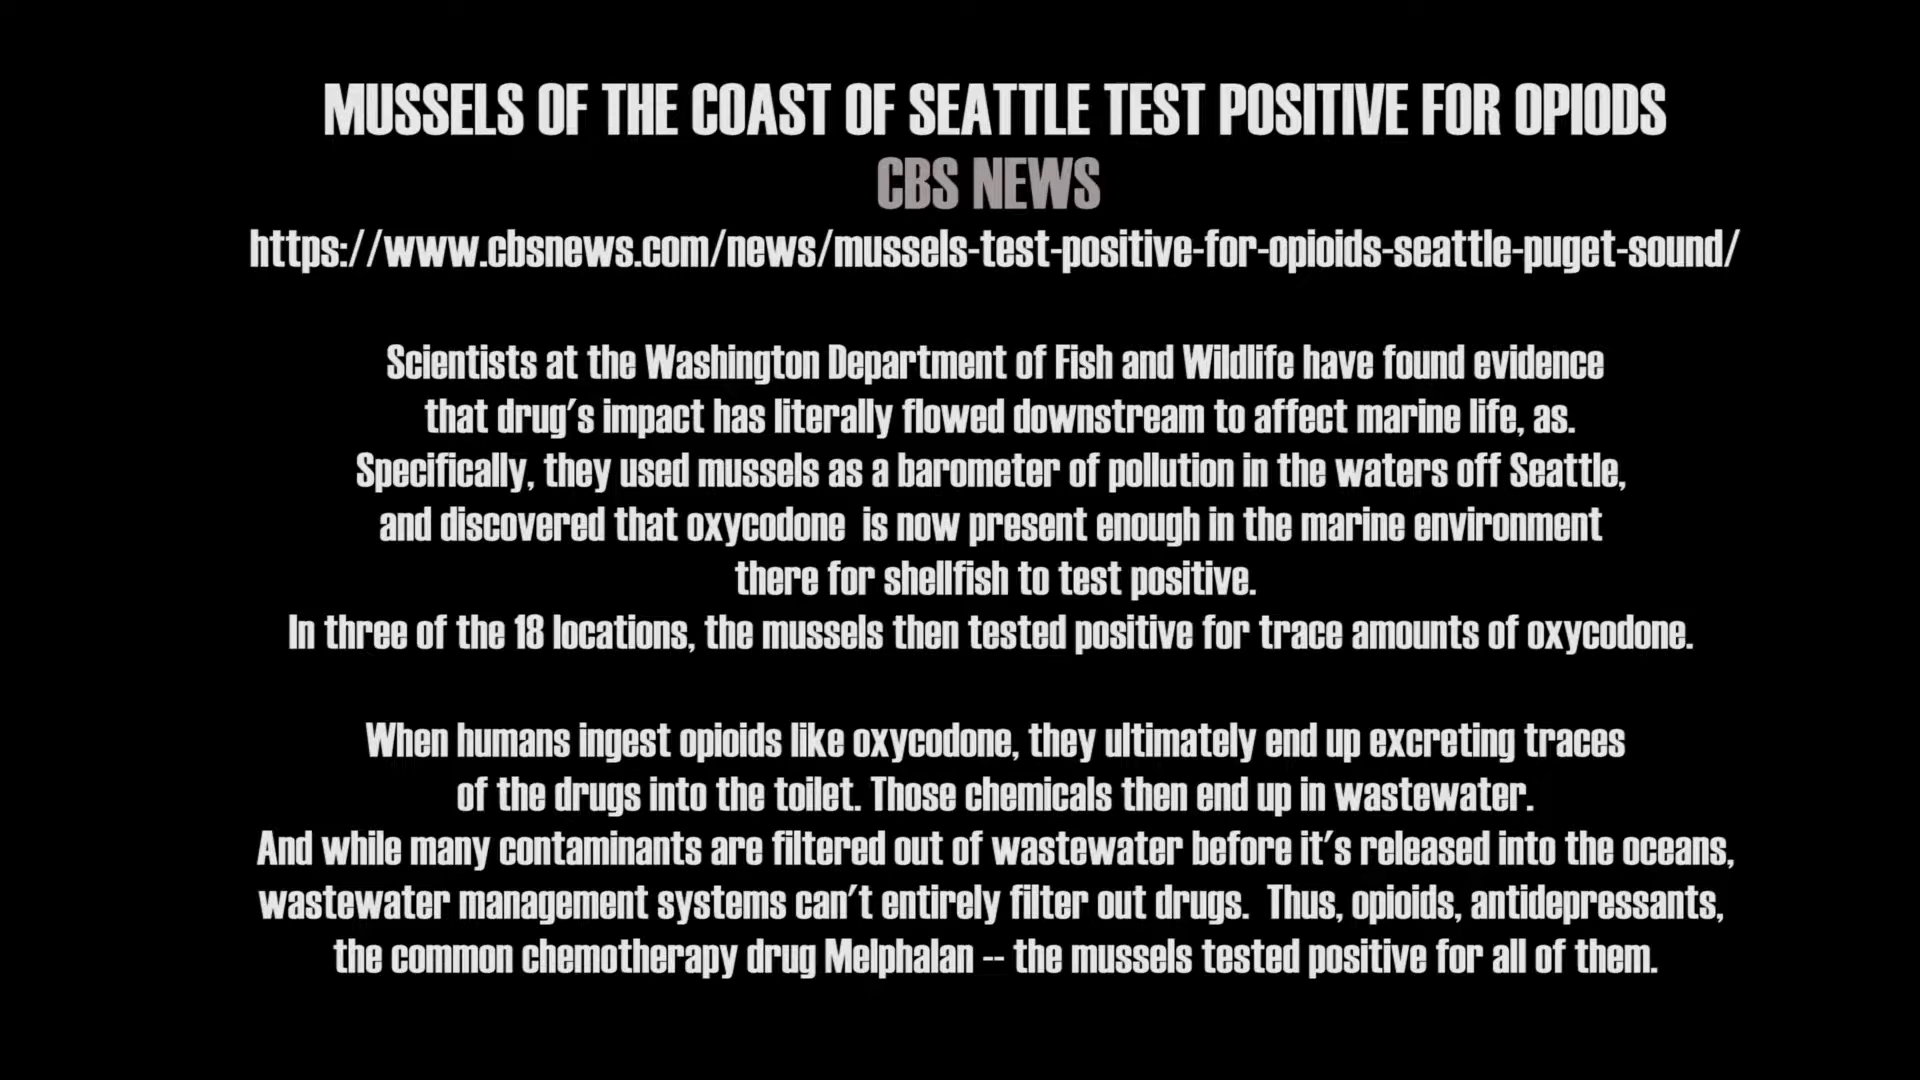 MUSSELS OF THE COAST OF SEATTLE TEST POSITIVE FOR OPIODS
CBS NEWS
https://www.cbsnews.com/news/mussels-test-positive-for-opioids-seattle-puget-sound/
Scientists at the Washington Department of Fish and Wildlife have found evidence
that drug's impact has literally flowed downstream to affect marine life, as.
Specifically, they used mussels as a barometer of pollution in the waters off Seattle,
and discovered that oxycodone  is now present enough in the marine environment
there for shellfish to test positive.
In three of the 18 locations, the mussels then tested positive for trace amounts of oxycodone.
When humans ingest opioids like oxycodone, they ultimately end up excreting traces
of the drugs into the toilet. Those chemicals then end up in wastewater.
And while many contaminants are filtered out of wastewater before it's released into the oceans,
wastewater management systems can't entirely filter out drugs.  Thus, opioids, antidepressants,
the common chemotherapy drug Melphalan -- the mussels tested positive for all of them.